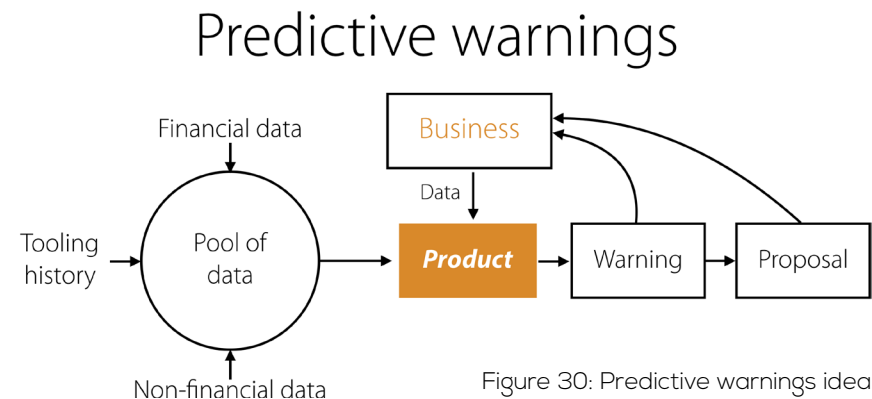 Predictive warnings
Financial data
Business
Data
Tooling
history
Pool of
data
Product
Warning
Proposal
Non-financial data
Figure 30: Predictive warnings idea